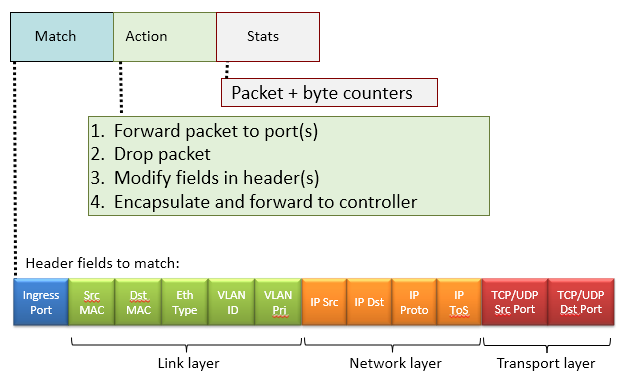 Match Action Stats
Packet + byte counters
1. Forward packet to port(s)
2. Drop packet
3. Modify fields in header(s)
4. Encapsulate and forward to controller
Header fields to match:
Ingress Port
Src MAC
Dst MAC
Eth Type
VLAN ID
VLAN Pri
IP Src
IP Dst
IP Proto
IP ToS
TCP/UDP Src Port
TCP/UDP Dst Port
Link layer
Network layer
Transport layer